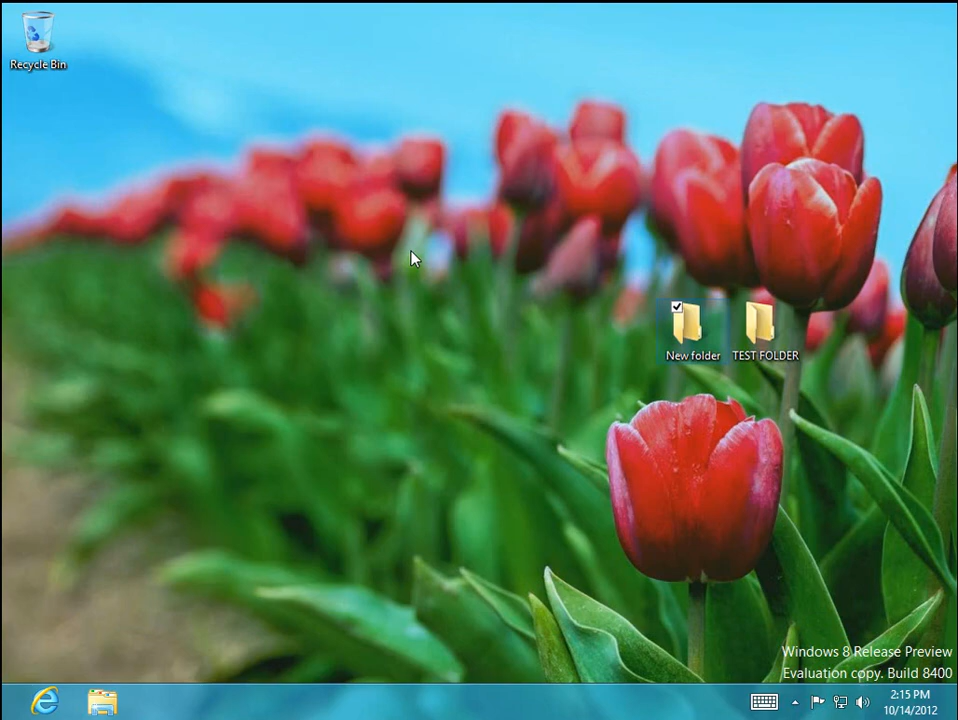 Recycle Bin
New folder
TEST FOLDER
Windows 8 Release Preview
Evaluation copy. Build 8400
2:15 PM
10/14/2012